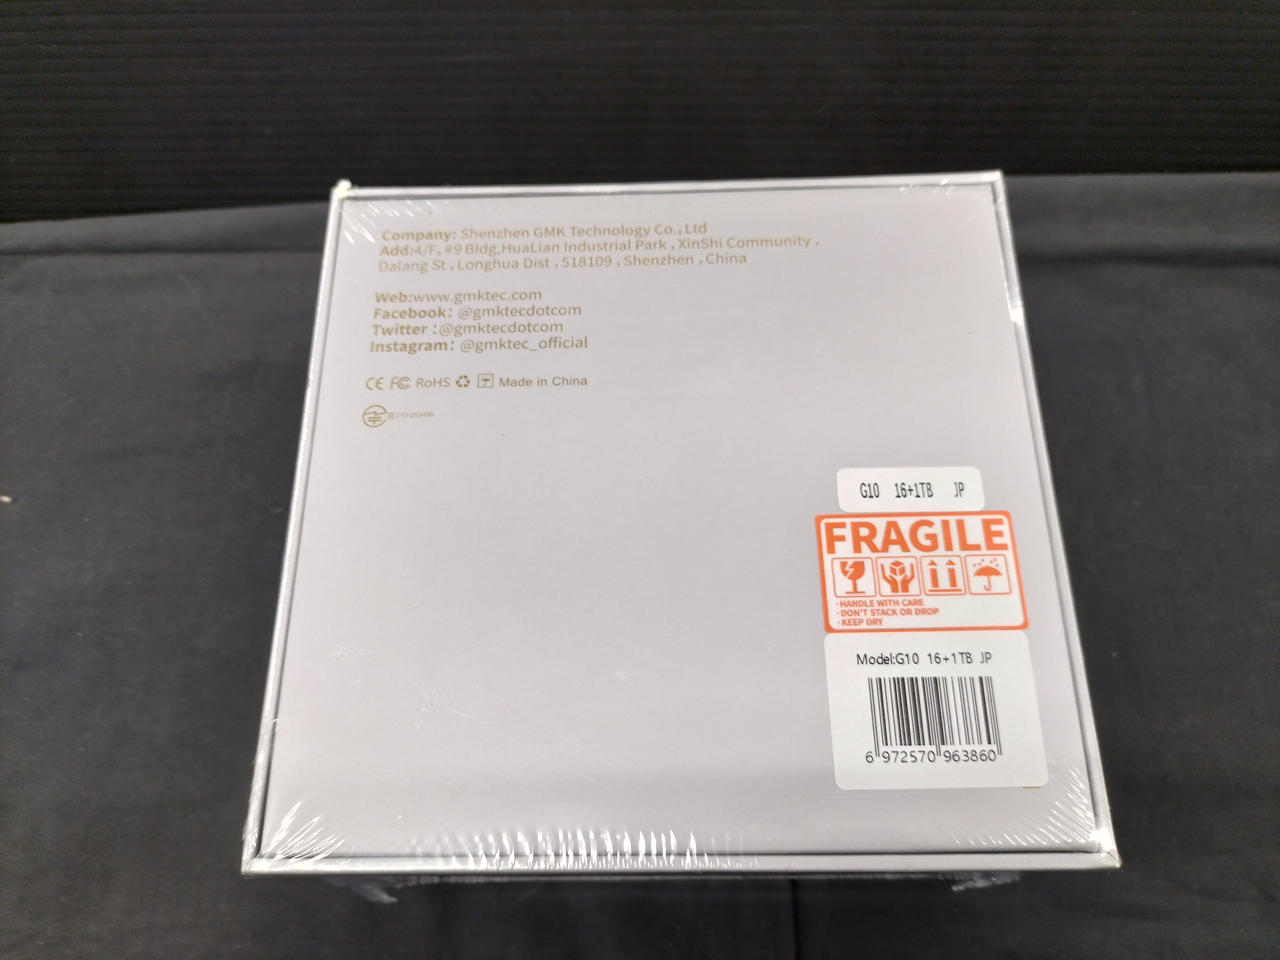 Company: Shenzhen GMK Technology Co., Ltd
Add:4/F, #9 Bldg,HuaLian Industrial Park , XinShi Community ,
Dalang St , Longhua Dist , 518109 , Shenzhen , China
Web:www.gmktec.com
Facebook: @gmktecdotcom
Twitter :@gmktecdotcom
Instagram: @gmktec_official
CE FC RoHS Made in China
G10 16+1TB JP
FRAGILE
·HANDLE WITH CARE
·DON'T STACK OR DROP
·KEEP DRY
Model:G10 16+1TB JP
6 972570 963860